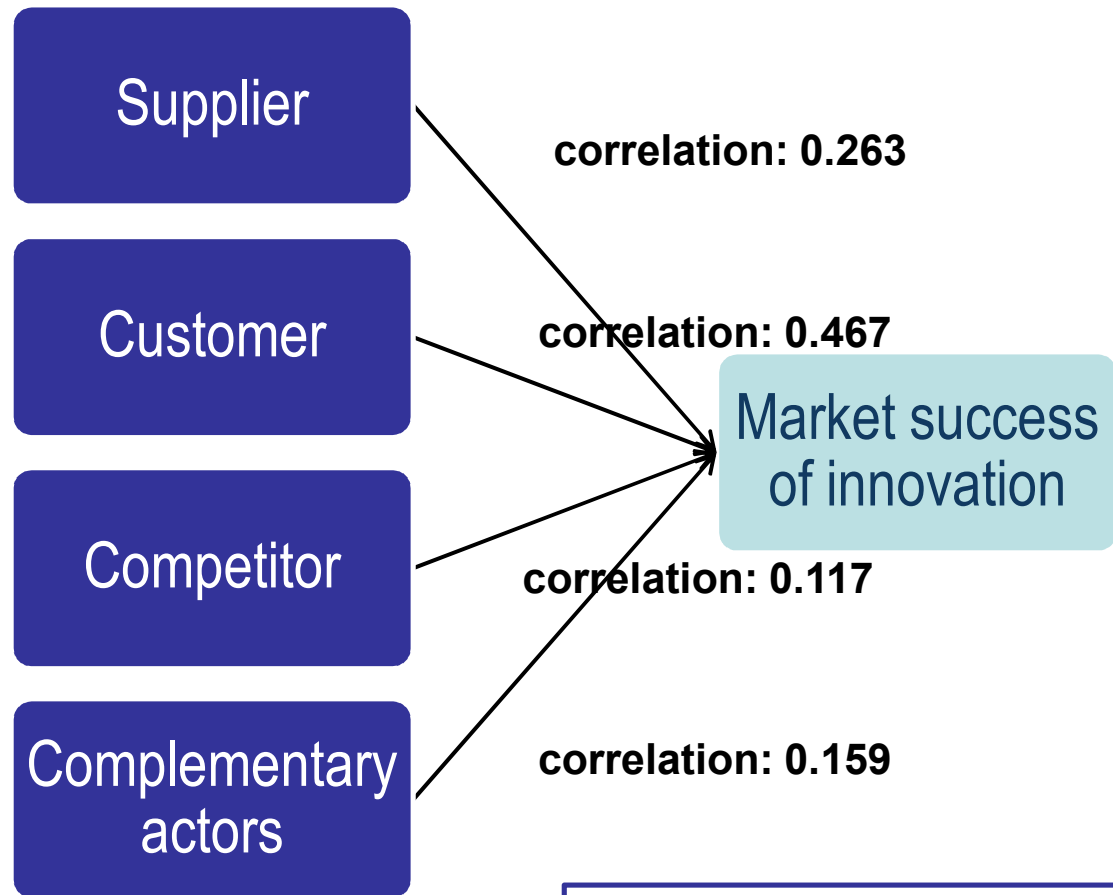 Supplier
correlation: 0.263
Customer
correlation: 0.467
Market success
of innovation
Competitor
correlation: 0.117
Complementary
actors
correlation: 0.159